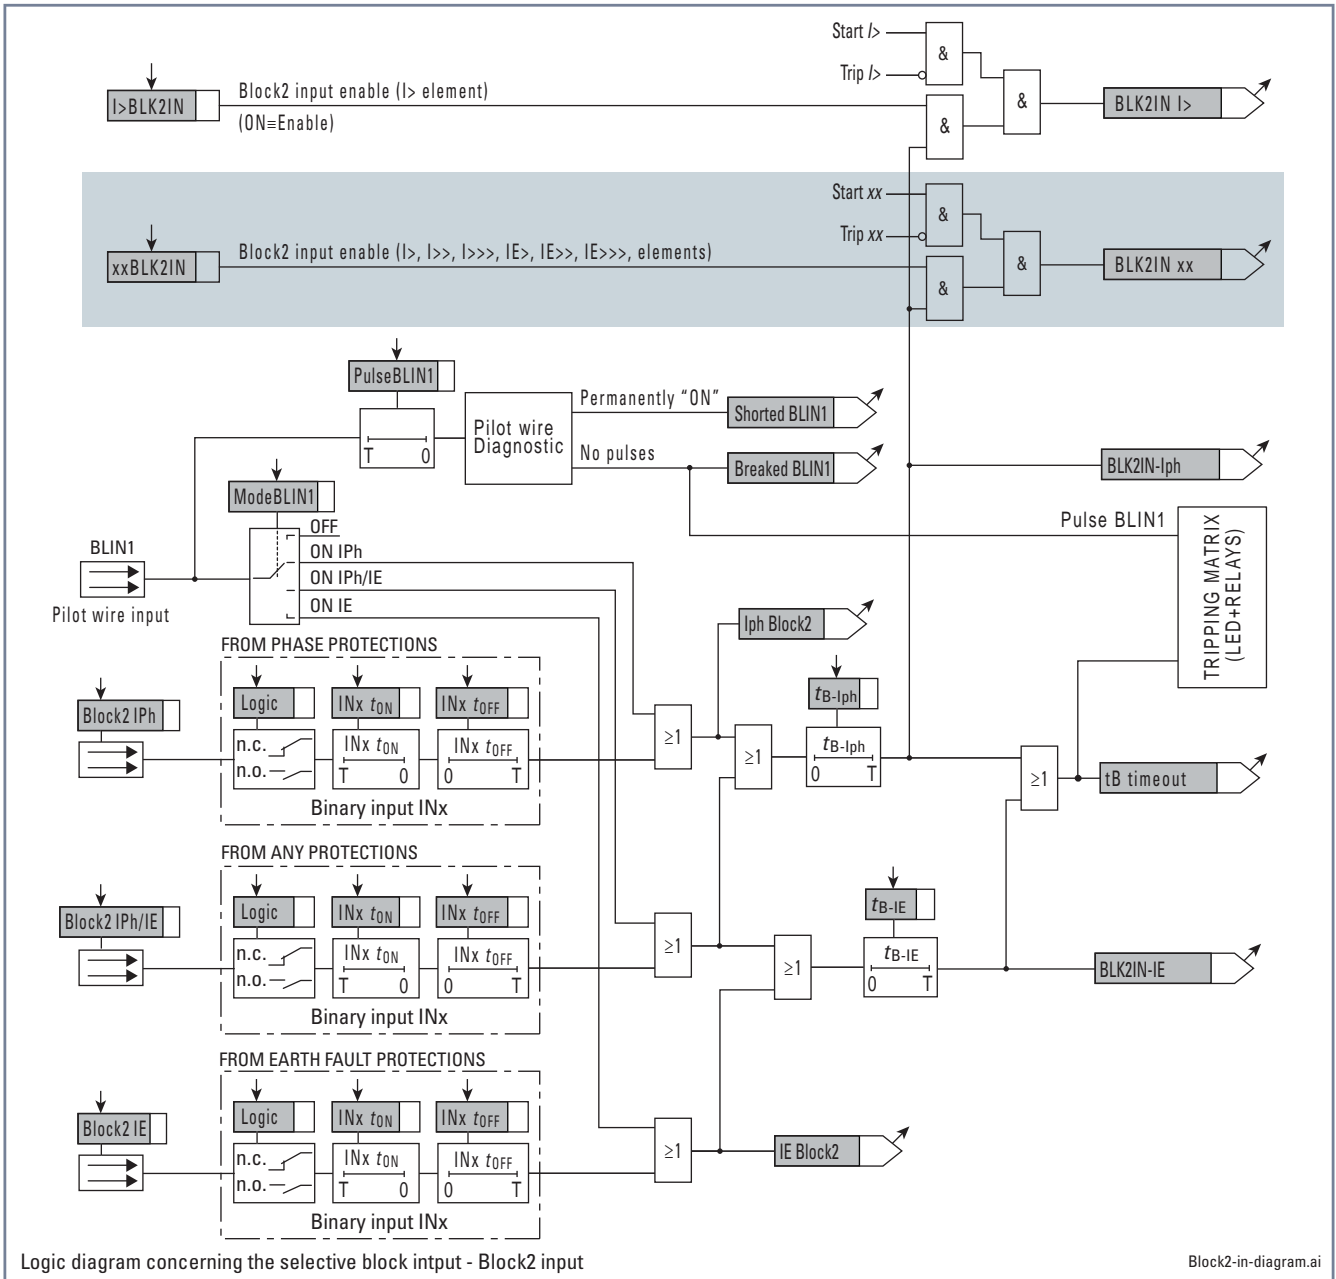 Start I>
&
Trip I>
I>BLK2IN
Block2 input enable (I> element)
(ON≡Enable)
&
&
BLK2IN I>
Start xx
&
Trip xx
xxBLK2IN
Block2 input enable (I>, I>>, I>>>, IE>, IE>>, IE>>>, elements)
&
&
BLK2IN xx
PulseBLIN1
T 0
Pilot wire
Diagnostic
Permanently “ON”
Shorted BLIN1
No pulses
Breaked BLIN1
BLK2IN-Iph
ModeBLIN1
OFF
ON IPh
ON IPh/IE
ON IE
BLIN1
Pilot wire input
Pulse BLIN1
TRIPPING MATRIX
(LED+RELAYS)
Iph Block2
FROM PHASE PROTECTIONS
Block2 IPh
Logic
INx tON
INx tOFF
n.c.
n.o.
INx tON
T 0
INx tOFF
0 T
Binary input INx
≥1
≥1
tB-Iph
tB-Iph
0 T
≥1
tB timeout
FROM ANY PROTECTIONS
Block2 IPh/IE
Logic
INx tON
INx tOFF
n.c.
n.o.
INx tON
T 0
INx tOFF
0 T
Binary input INx
≥1
≥1
tB-IE
tB-IE
0 T
BLK2IN-IE
FROM EARTH FAULT PROTECTIONS
Block2 IE
Logic
INx tON
INx tOFF
n.c.
n.o.
INx tON
T 0
INx tOFF
0 T
Binary input INx
≥1
IE Block2
Logic diagram concerning the selective block intput - Block2 input
Block2-in-diagram.ai